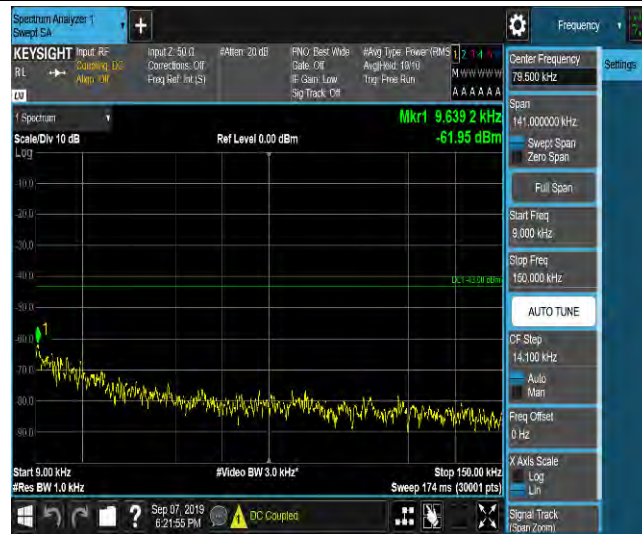 Spectrum Analyzer 1
Swept SA
+
Frequency
KEYSIGHT
RL
LXI
Input: RF
Coupling: DC
Align: Off
Input Z: 50 Ω
Corrections: Off
Freq Ref: Int (S)
#Atten: 20 dB
PNO: Best Wide
Gate: Off
IF Gain: Low
Sig Track: Off
#Avg Type: Power (RMS
Avg|Hold: 10/10
Trig: Free Run
1 2 3 4 5 6
M W W W W W
A A A A A A
1 Spectrum
Scale/Div 10 dB
Log
Ref Level 0.00 dBm
Mkr1 9.639 2 kHz
-61.95 dBm
-10.0
-20.0
-30.0
-40.0
-50.0
-60.0
-70.0
-80.0
-90.0
DL1 -43.00 dBm
1
Start 9.00 kHz
#Res BW 1.0 kHz
#Video BW 3.0 kHz*
Stop 150.00 kHz
Sweep 174 ms (30001 pts)
Sep 07, 2019
6:21:55 PM
DC Coupled
Center Frequency
79.500 kHz
Settings
Span
141.000000 kHz
Swept Span
Zero Span
Full Span
Start Freq
9.000 kHz
Stop Freq
150.000 kHz
AUTO TUNE
CF Step
14.100 kHz
Auto
Man
Freq Offset
0 Hz
X Axis Scale
Log
Lin
Signal Track
(Span Zoom)